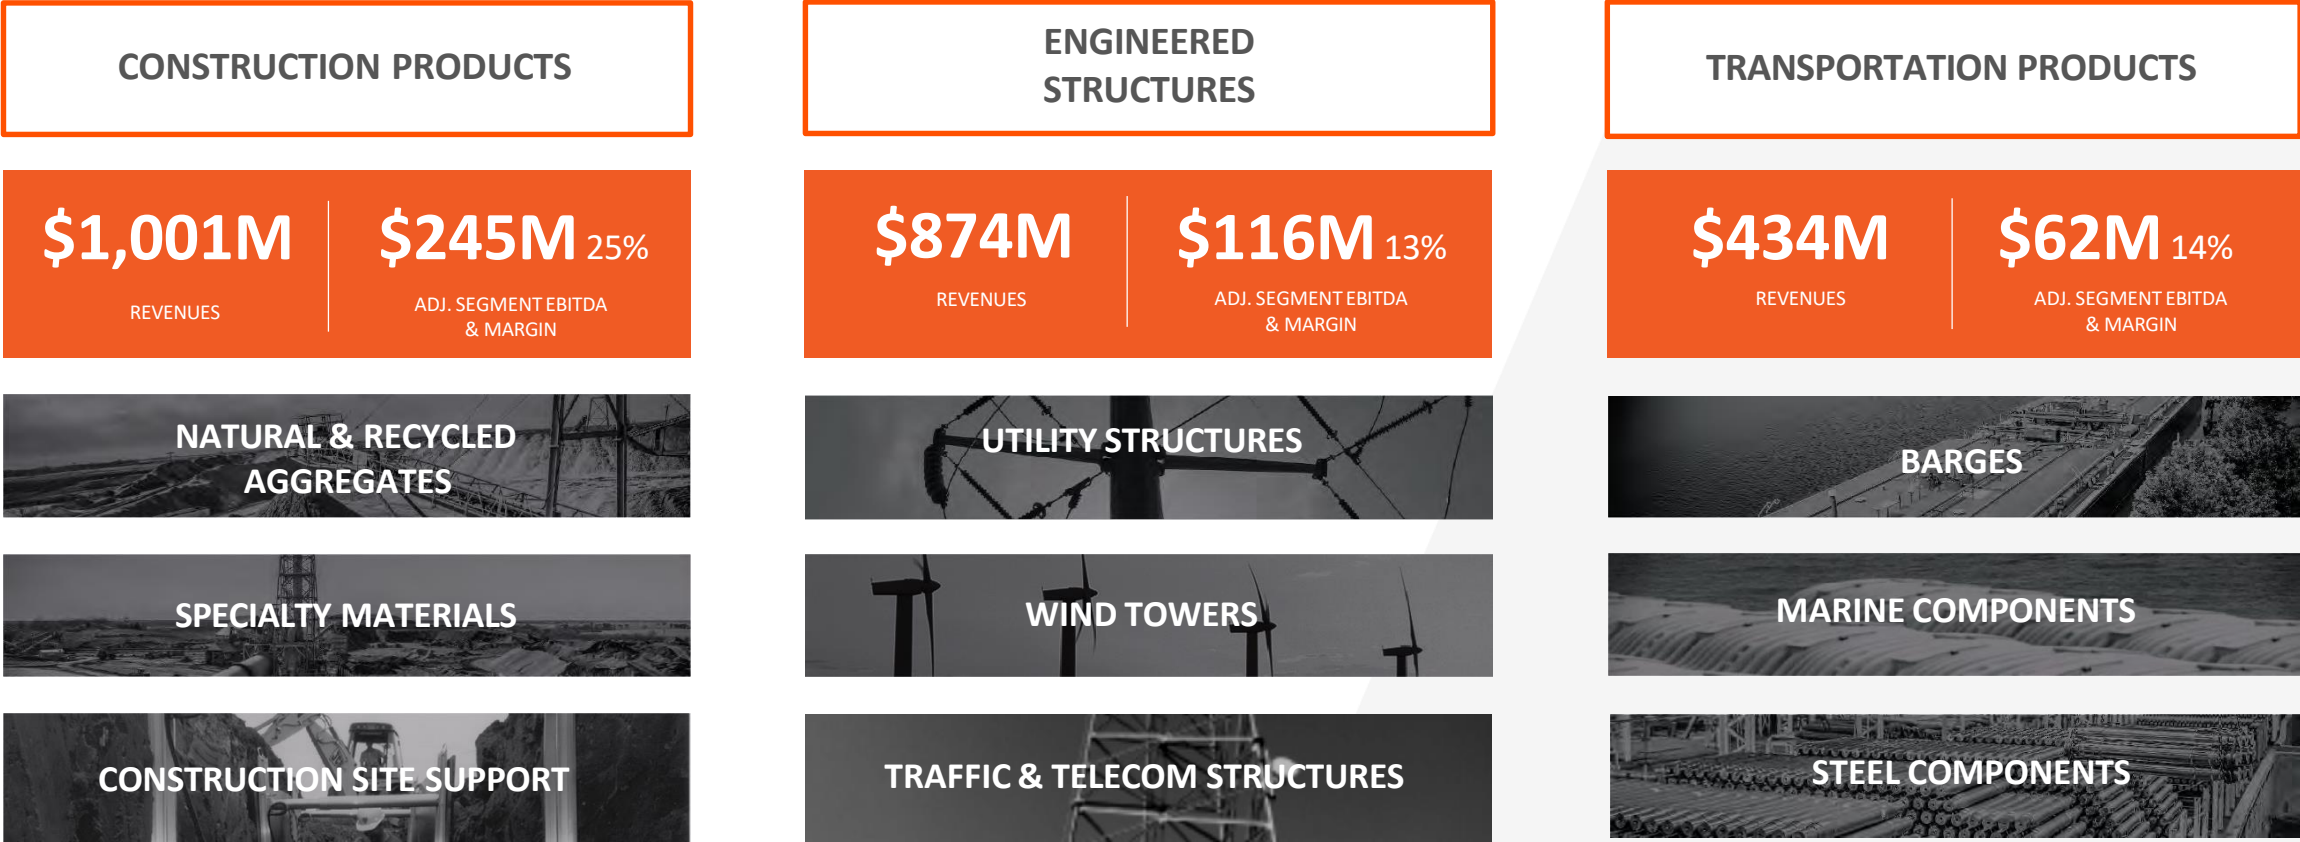 CONSTRUCTION PRODUCTS
$1,001M
REVENUES
$245M 25%
ADJ. SEGMENT EBITDA
& MARGIN
NATURAL & RECYCLED
AGGREGATES
SPECIALTY MATERIALS
CONSTRUCTION SITE SUPPORT
ENGINEERED
STRUCTURES
$874M
REVENUES
$116M 13%
ADJ. SEGMENT EBITDA
& MARGIN
UTILITY STRUCTURES
WIND TOWERS
TRAFFIC & TELECOM STRUCTURES
TRANSPORTATION PRODUCTS
$434M
REVENUES
$62M 14%
ADJ. SEGMENT EBITDA
& MARGIN
BARGES
MARINE COMPONENTS
STEEL COMPONENTS